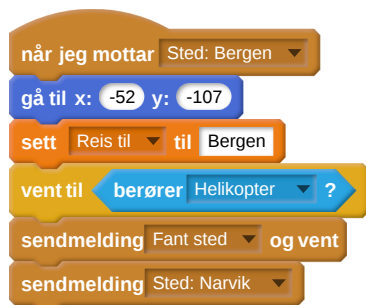 når jeg mottar Sted: Bergen
gå til x: -52 y: -107
sett Reis til til Bergen
vent til berører Helikopter ?
sendmelding Fant sted og vent
sendmelding Sted: Narvik